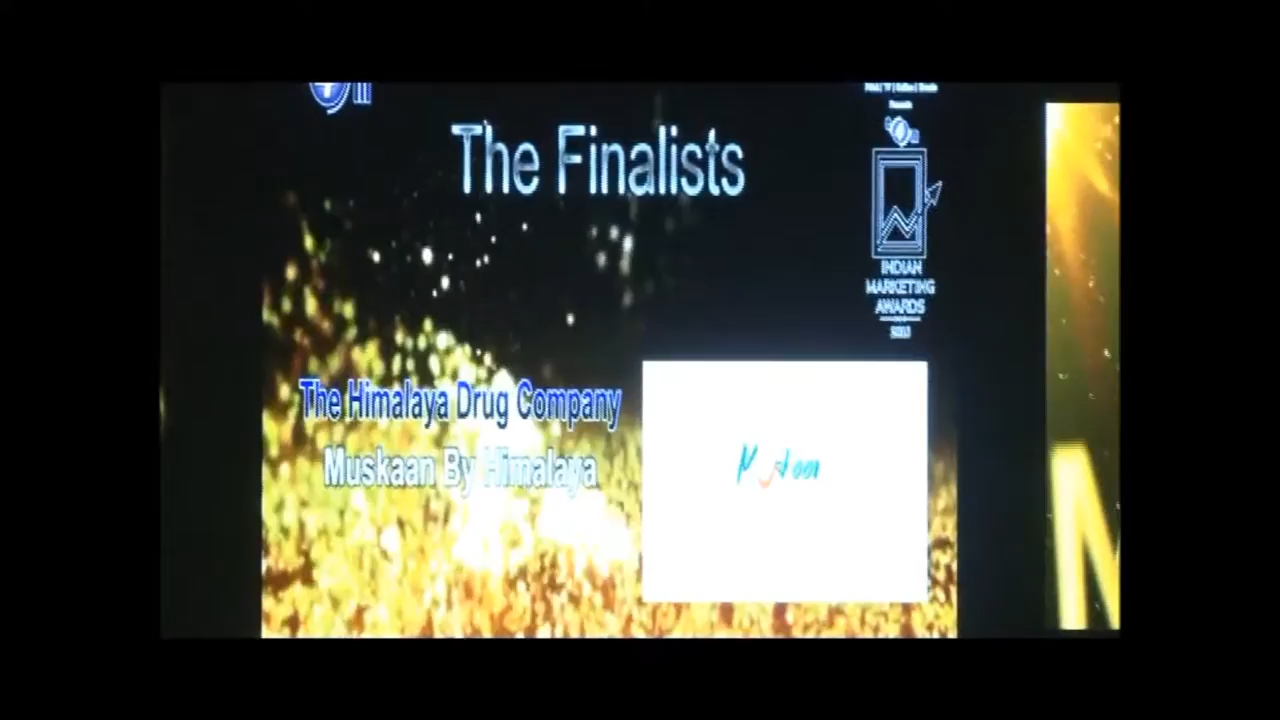 The Finalists
INDIAN
MARKETING
AWARDS
The Himalaya Drug Company
Muskaan By Himalaya